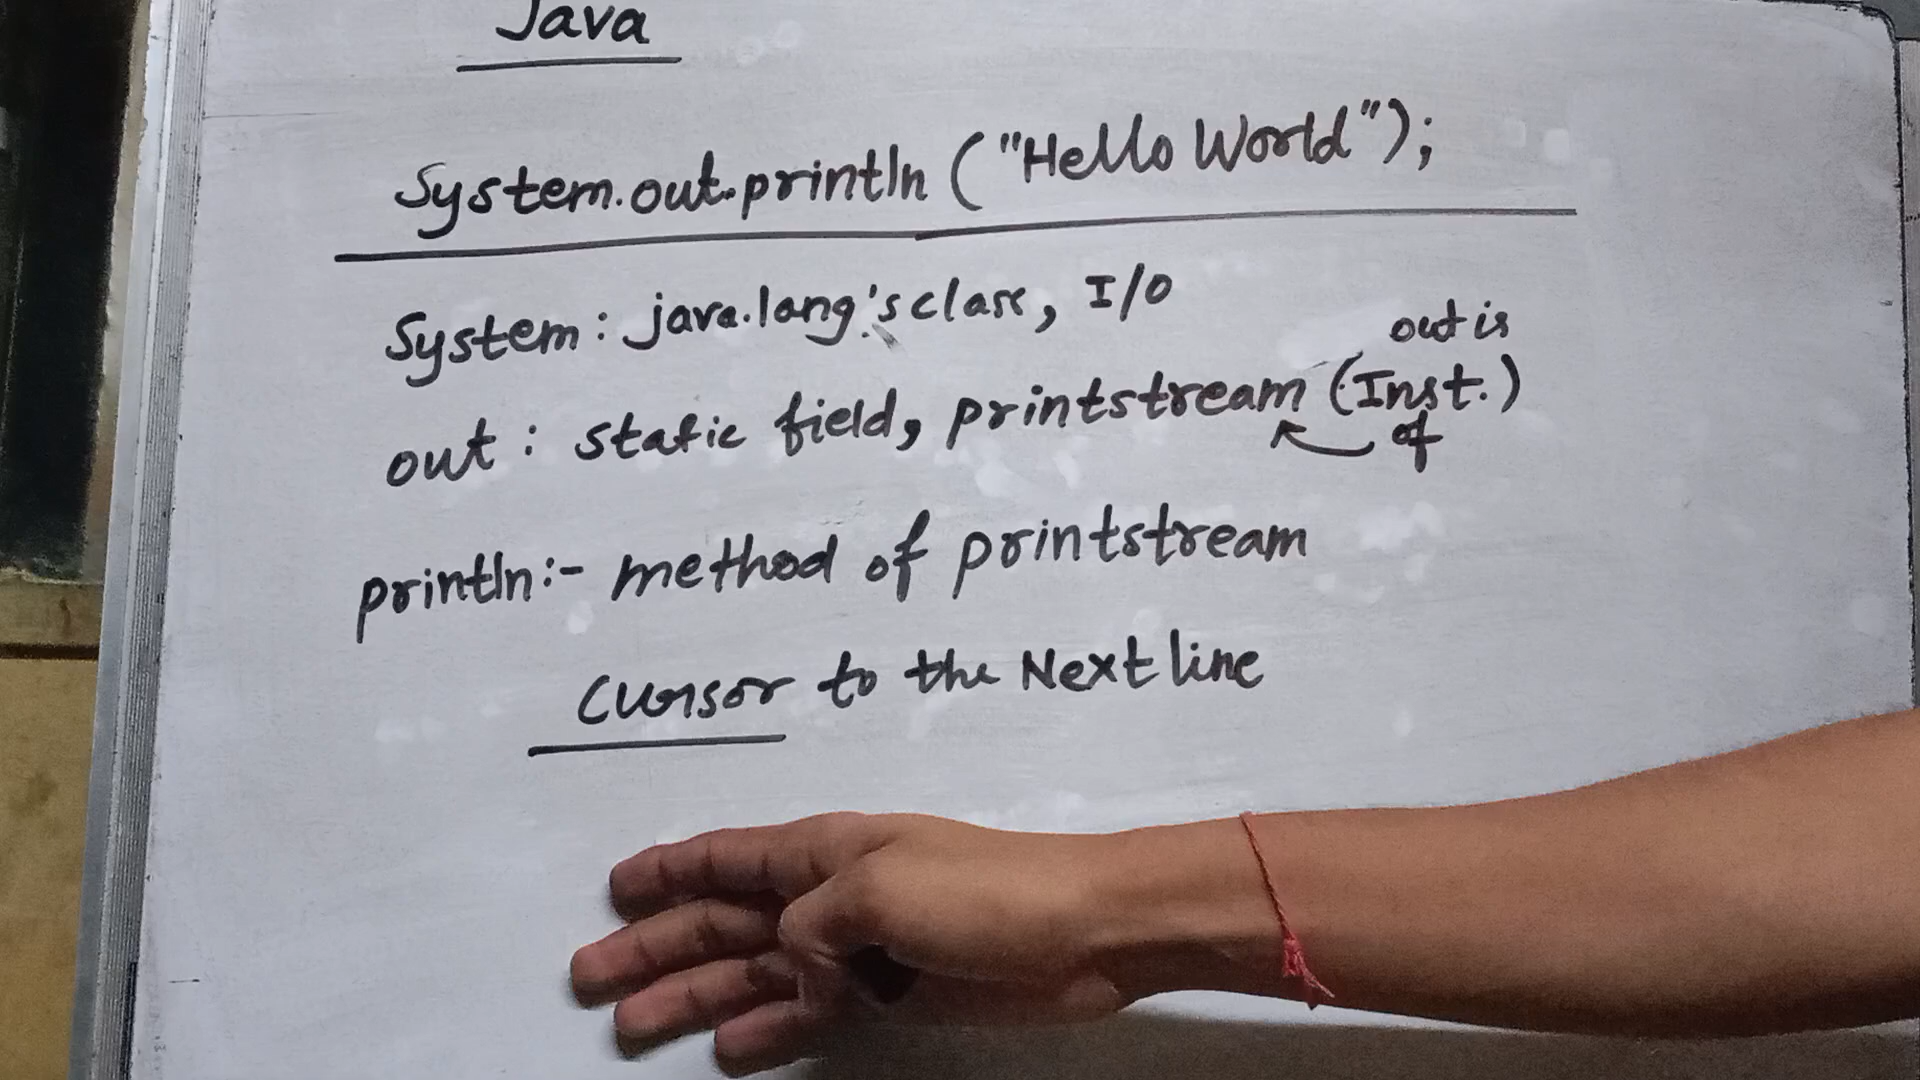 Java
System.out.println ("Hello World");
System: java.lang's class, I/O
out is
out : static field, printstream (Inst.)
of
println:- method of printstream
cursor to the Next line